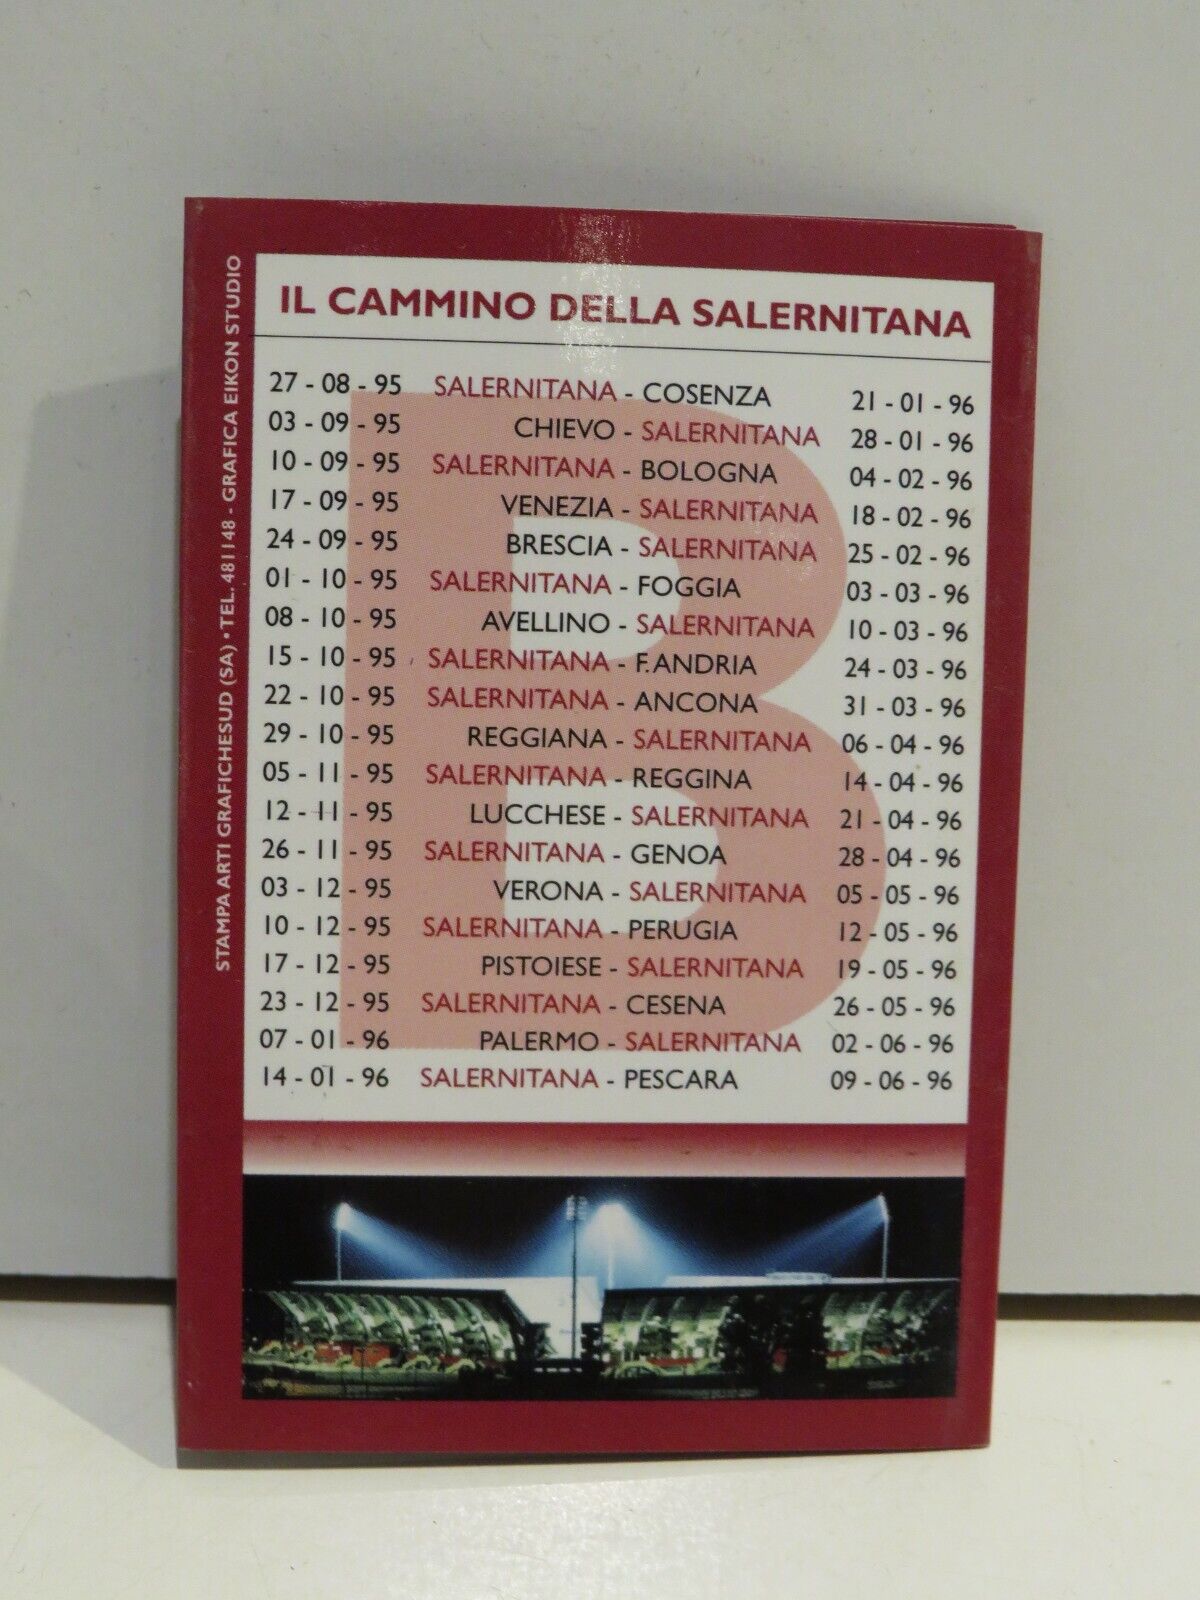 IL CAMMINO DELLA SALERNITANA
27 - 08 - 95 SALERNITANA - COSENZA 21 - 01 - 96
03 - 09 - 95 CHIEVO - SALERNITANA 28 - 01 - 96
10 - 09 - 95 SALERNITANA - BOLOGNA 04 - 02 - 96
17 - 09 - 95 VENEZIA - SALERNITANA 18 - 02 - 96
24 - 09 - 95 BRESCIA - SALERNITANA 25 - 02 - 96
01 - 10 - 95 SALERNITANA - FOGGIA 03 - 03 - 96
08 - 10 - 95 AVELLINO - SALERNITANA 10 - 03 - 96
15 - 10 - 95 SALERNITANA - F. ANDRIA 24 - 03 - 96
22 - 10 - 95 SALERNITANA - ANCONA 31 - 03 - 96
29 - 10 - 95 REGGIANA - SALERNITANA 06 - 04 - 96
05 - 11 - 95 SALERNITANA - REGGINA 14 - 04 - 96
12 - 11 - 95 LUCCHESE - SALERNITANA 21 - 04 - 96
26 - 11 - 95 SALERNITANA - GENOA 28 - 04 - 96
03 - 12 - 95 VERONA - SALERNITANA 05 - 05 - 96
10 - 12 - 95 SALERNITANA - PERUGIA 12 - 05 - 96
17 - 12 - 95 PISTOIESE - SALERNITANA 19 - 05 - 96
23 - 12 - 95 SALERNITANA - CESENA 26 - 05 - 96
07 - 01 - 96 PALERMO - SALERNITANA 02 - 06 - 96
14 - 01 - 96 SALERNITANA - PESCARA 09 - 06 - 96
B
STAMPA ARTI GRAFICHESUD (SA) • TEL. 481148 - GRAFICA EIKON STUDIO